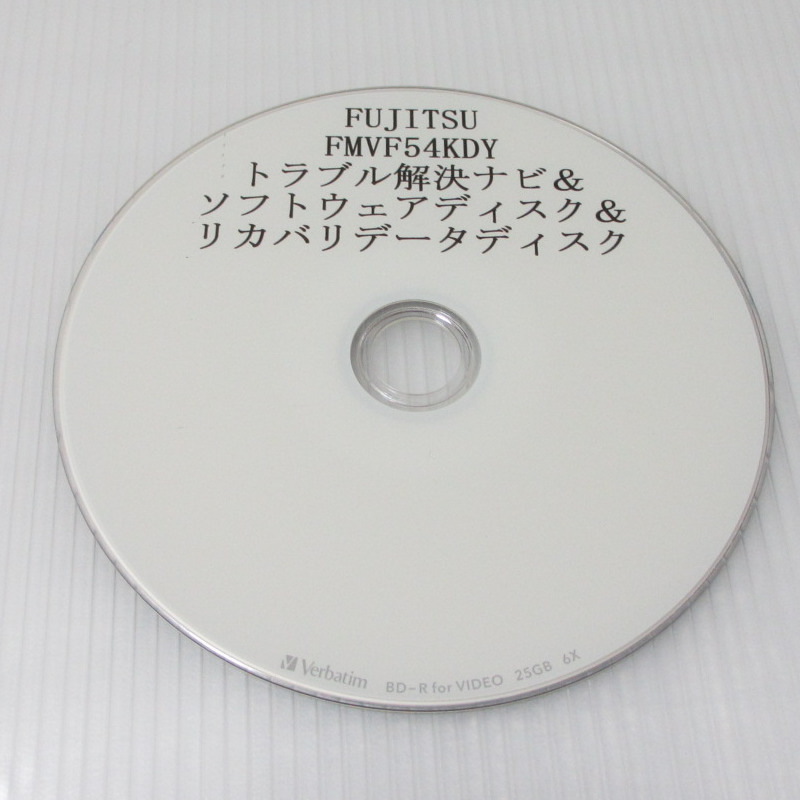 FUJITSU
FMVF54KDY
トラブル解決ナビ&
ソフトウェアディスク&
リカバリデータディスク
Verbatim BD-R for VIDEO 25GB 6X